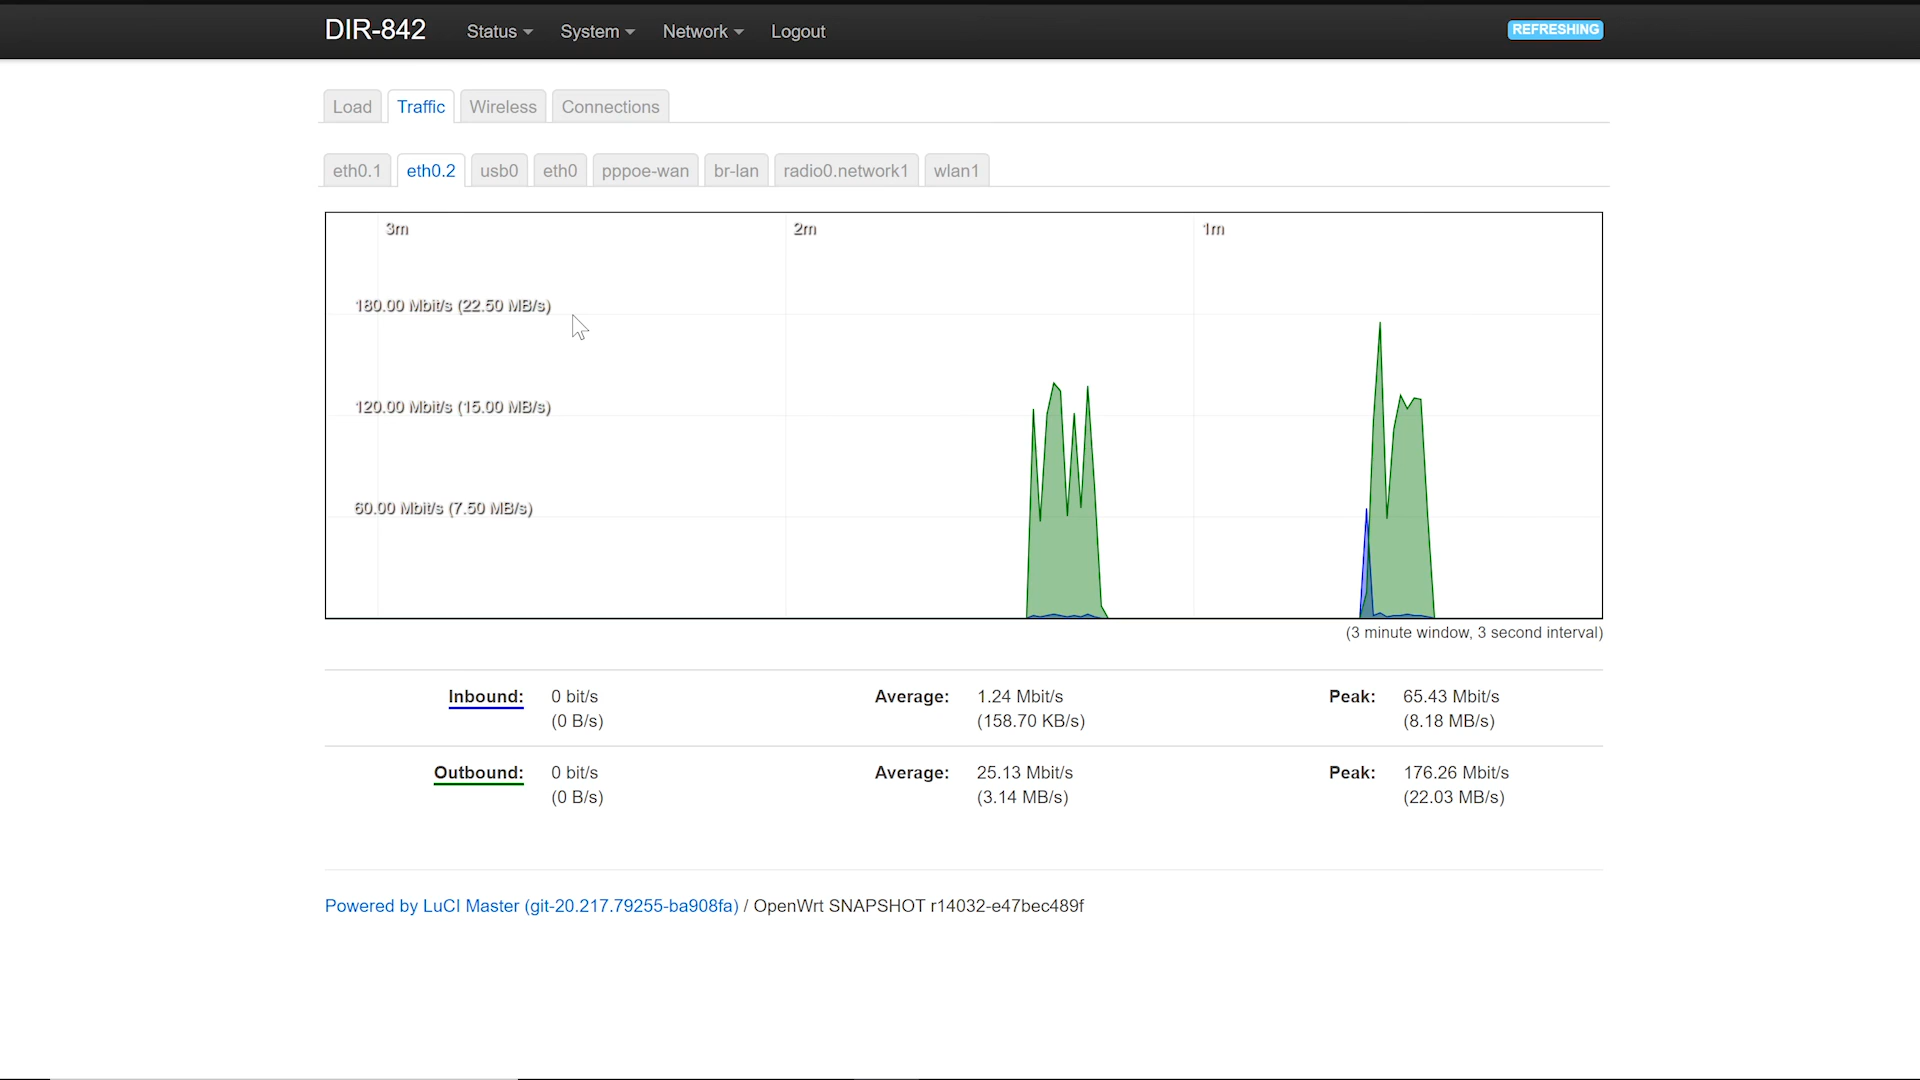 DIR-842 Status System Network Logout REFRESHING
Load Traffic Wireless Connections
eth0.1 eth0.2 usb0 eth0 pppoe-wan br-lan radio0.network1 wlan1
3m 2m 1m
180.00 Mbit/s (22.50 MB/s)
120.00 Mbit/s (15.00 MB/s)
60.00 Mbit/s (7.50 MB/s)
(3 minute window, 3 second interval)
Inbound: 0 bit/s Average: 1.24 Mbit/s Peak: 65.43 Mbit/s
(0 B/s) (158.70 KB/s) (8.18 MB/s)
Outbound: 0 bit/s Average: 25.13 Mbit/s Peak: 176.26 Mbit/s
(0 B/s) (3.14 MB/s) (22.03 MB/s)
Powered by LuCI Master (git-20.217.79255-ba908fa) / OpenWrt SNAPSHOT r14032-e47bec489f